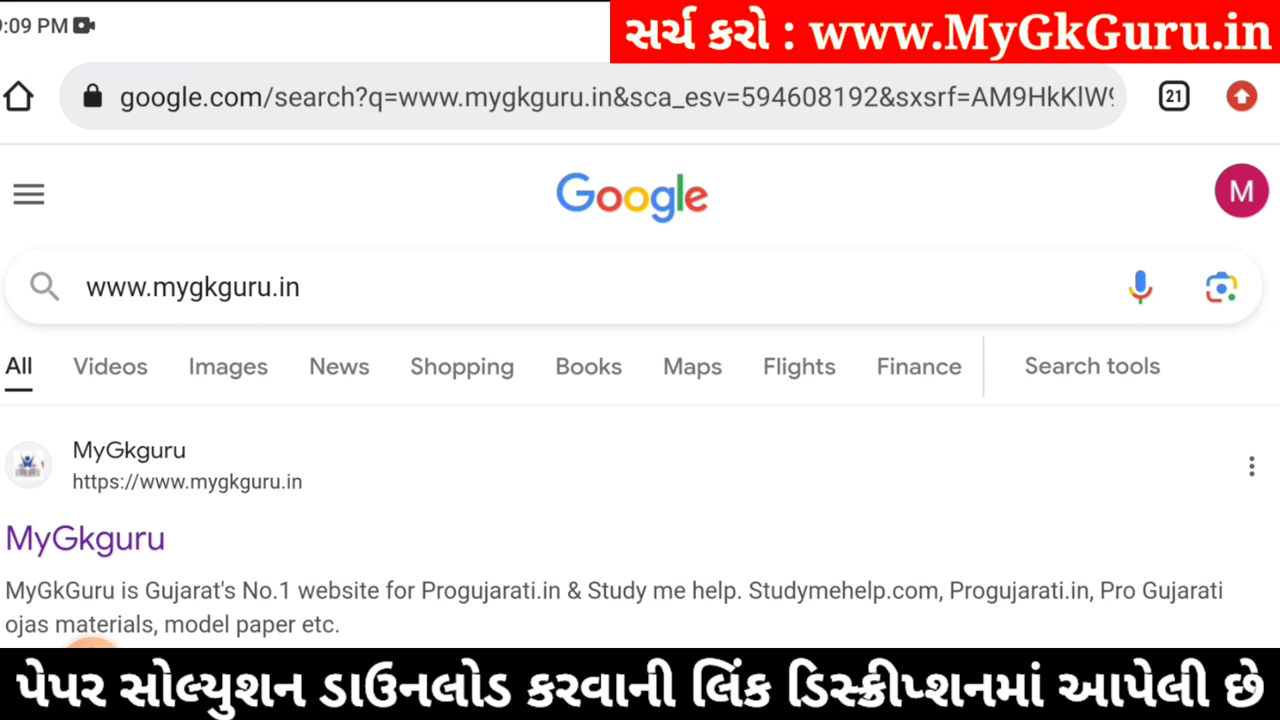 :09 PM
સર્ચ કરો : www.MyGkGuru.in
google.com/search?q=www.mygkguru.in&sca_esv=594608192&sxsrf=AM9HkKlW9
21
Google
M
www.mygkguru.in
All Videos Images News Shopping Books Maps Flights Finance Search tools
MyGkguru
https://www.mygkguru.in
MyGkguru
MyGkGuru is Gujarat's No.1 website for Progujarati.in & Study me help. Studymehelp.com, Progujarati.in, Pro Gujarati
ojas materials, model paper etc.
પેપર સોલ્યુશન ડાઉનલોડ કરવાની લિંક ડિસ્ક્રીપ્શનમાં આપેલી છે